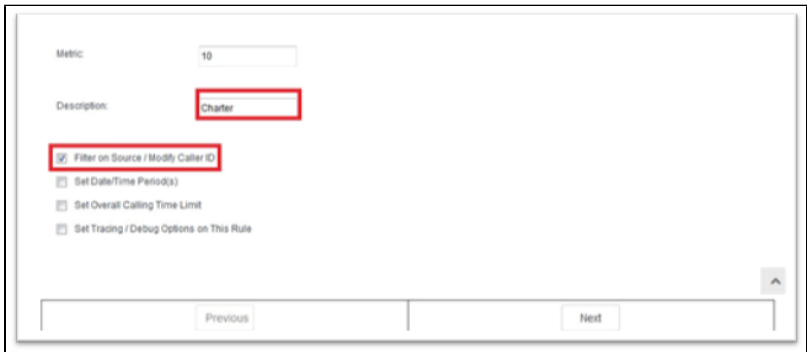 Metric:
10
Description:
Charter
Filter on Source / Modify Caller ID
Set Date/Time Period(s)
Set Overall Calling Time Limit
Set Tracing / Debug Options on This Rule
Previous
Next